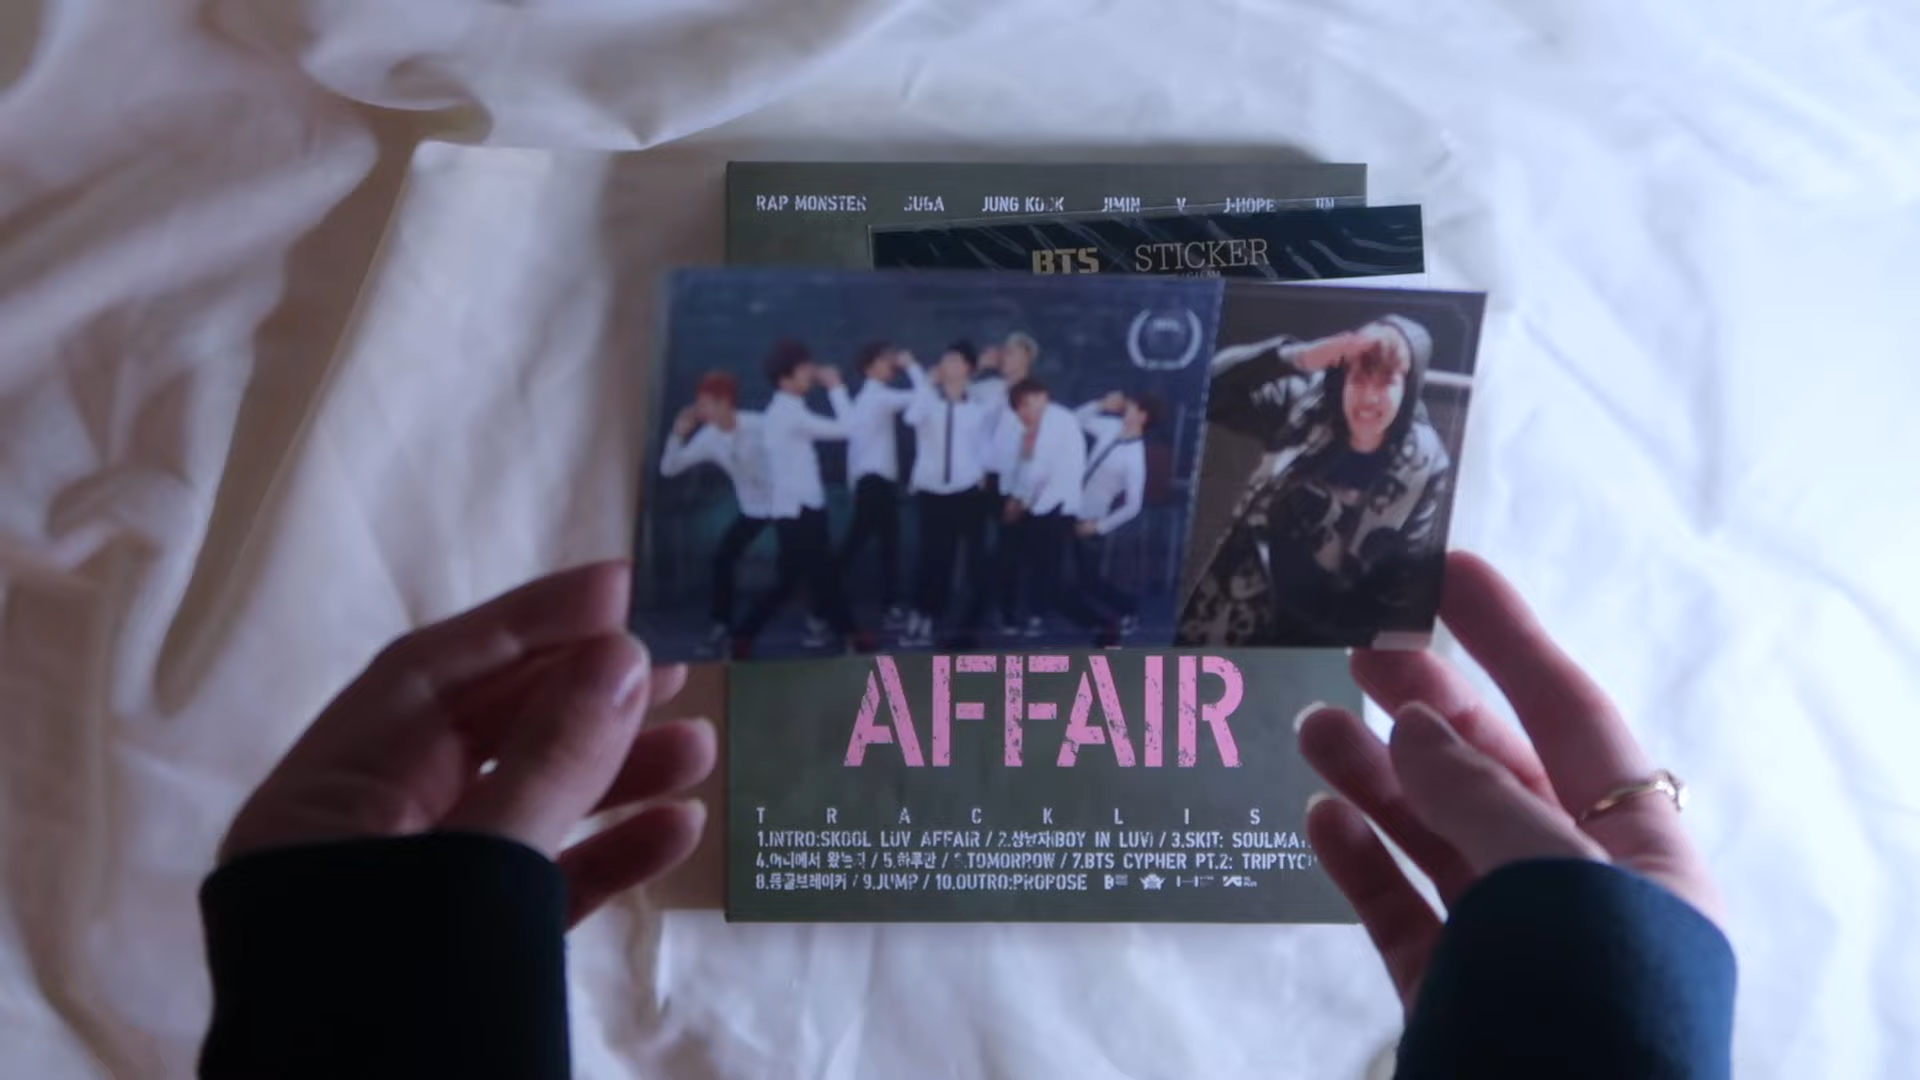 RAP MONSTER SUGA JUNG KOOK JIMIN V J-HOPE JIN
BTS STICKER
AFFAIR
T R A C K L I S
1.INTRO:SKOOL LUV AFFAIR / 2.상남자(BOY IN LUV) / 3.SKIT: SOULMA
4.어디에서 왔는지 / 5.하루만 / 6.TOMORROW / 7.BTS CYPHER PT.2: TRIPTYC
8.등골브레이커 / 9.JUMP / 10.OUTRO:PROPOSE